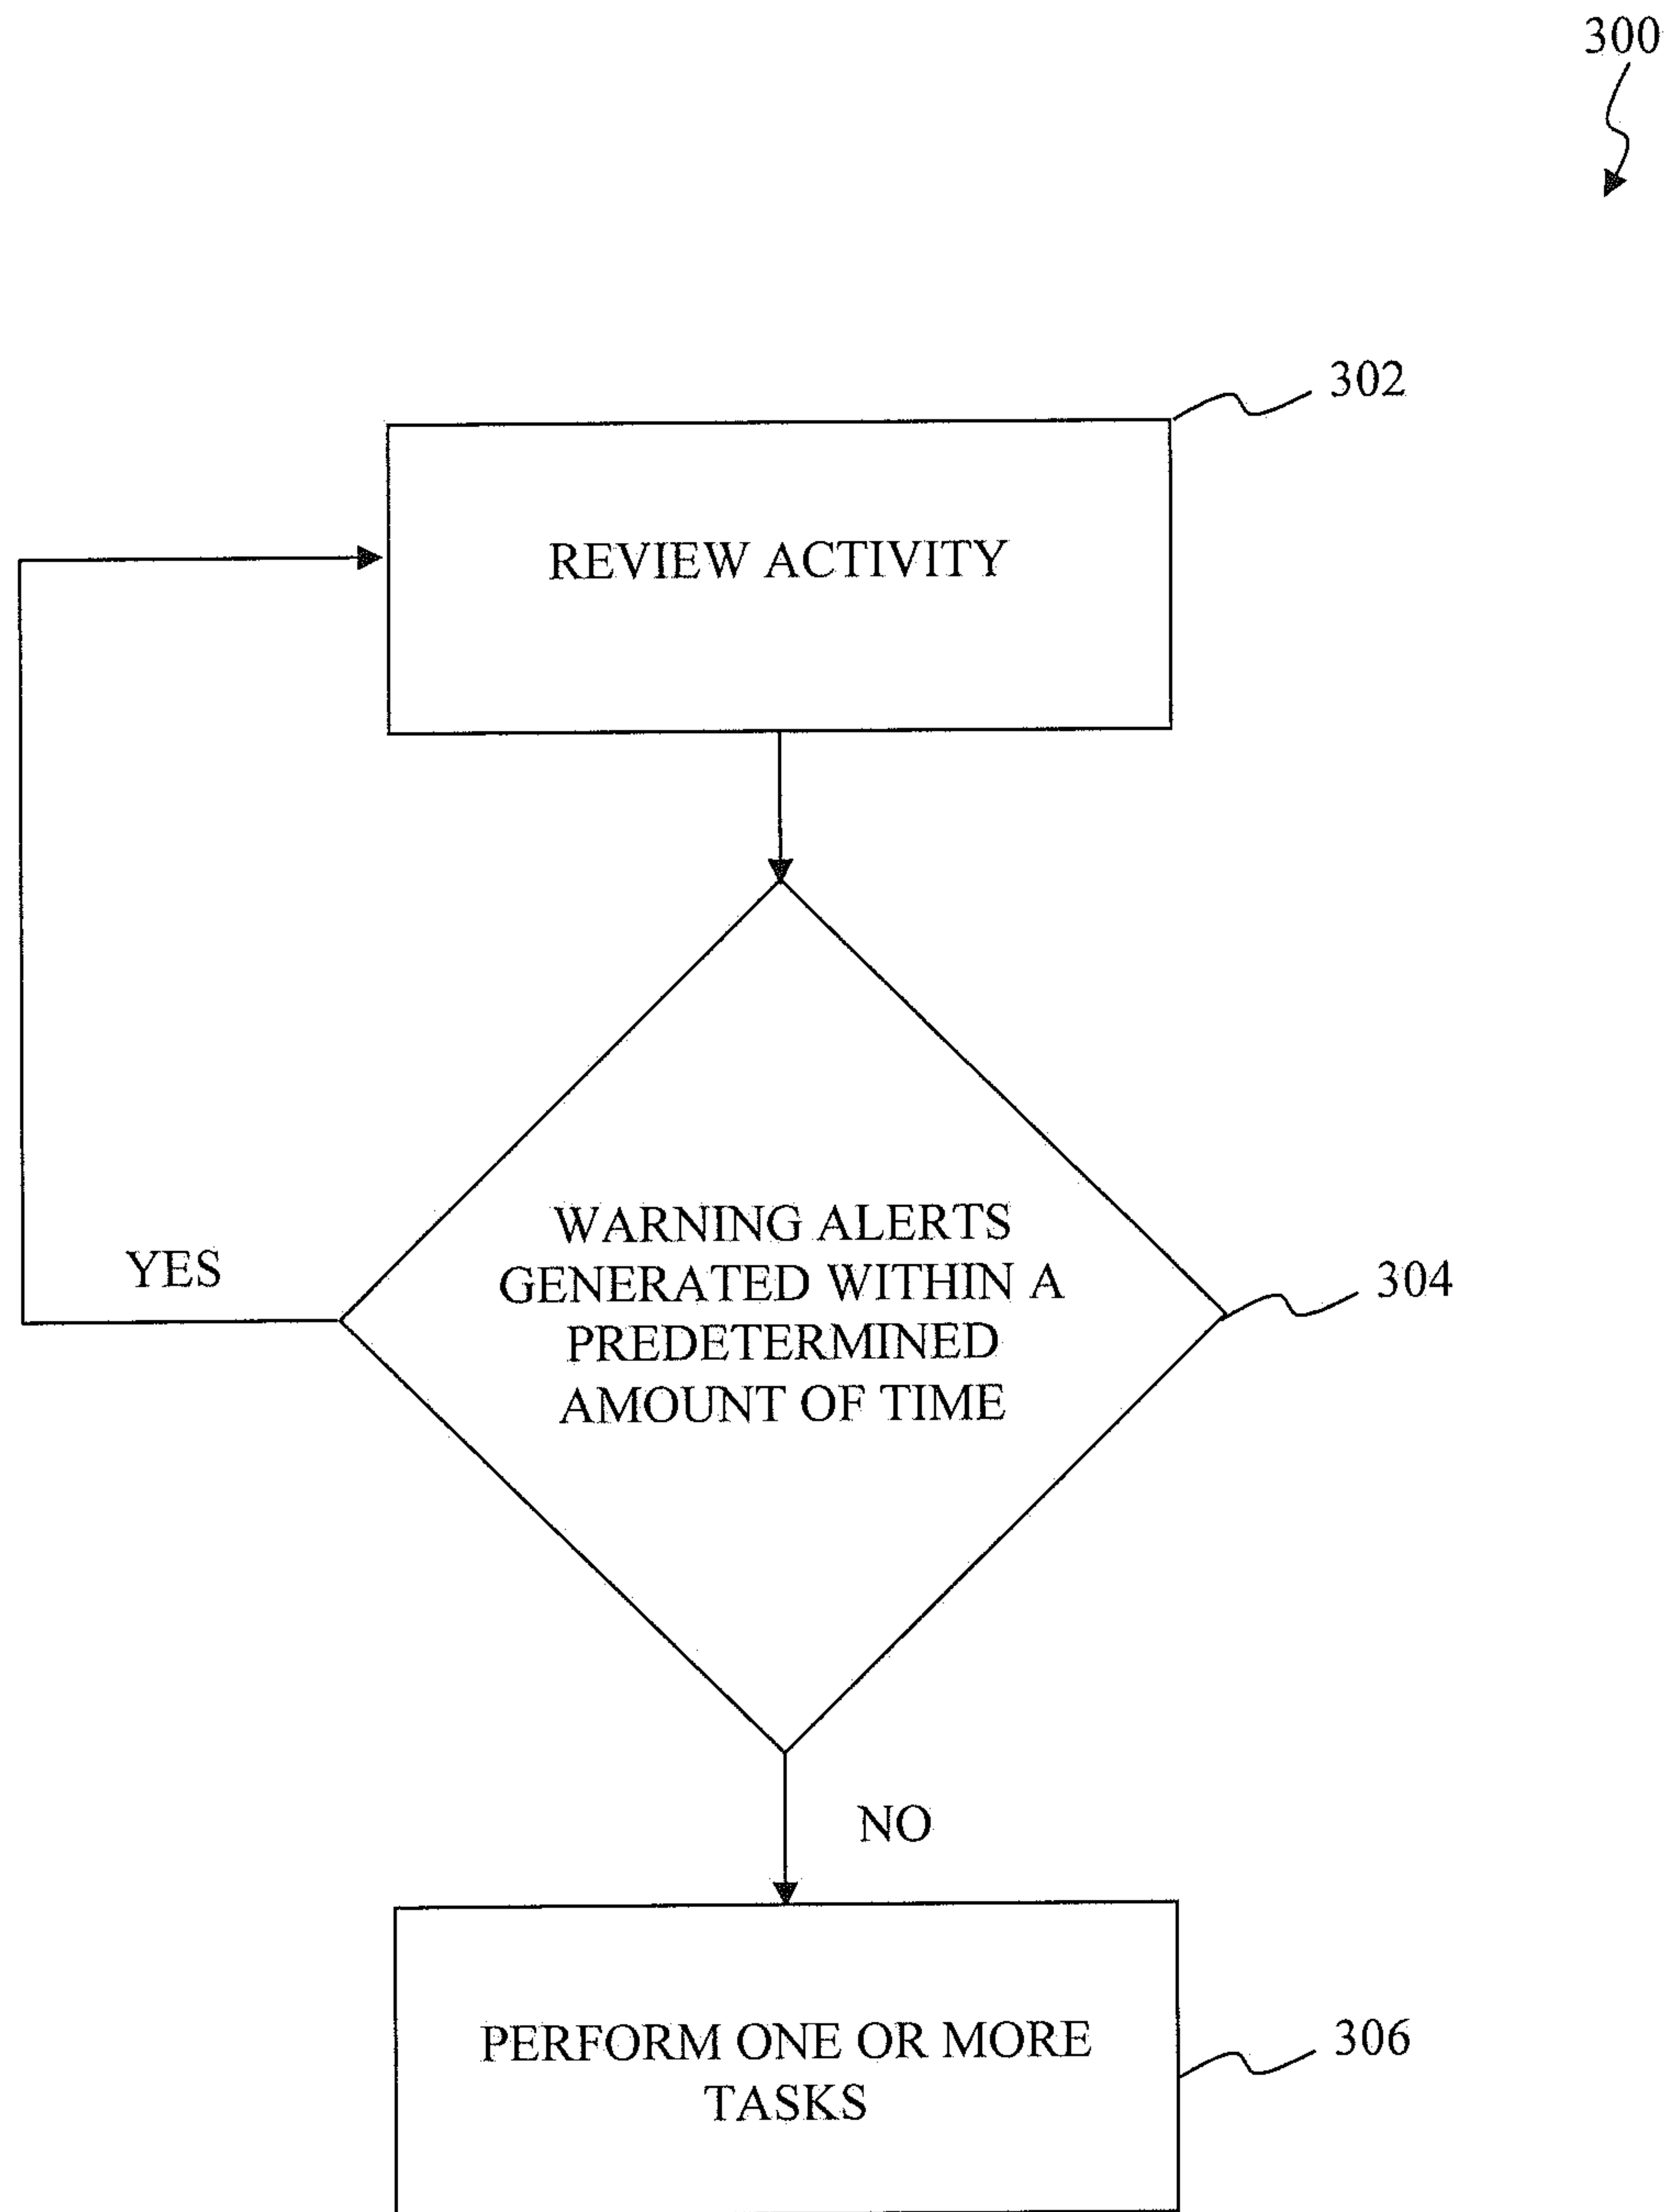 300
302
REVIEW ACTIVITY
WARNING ALERTS
GENERATED WITHIN A
PREDETERMINED
AMOUNT OF TIME
YES
304
NO
PERFORM ONE OR MORE
TASKS
306